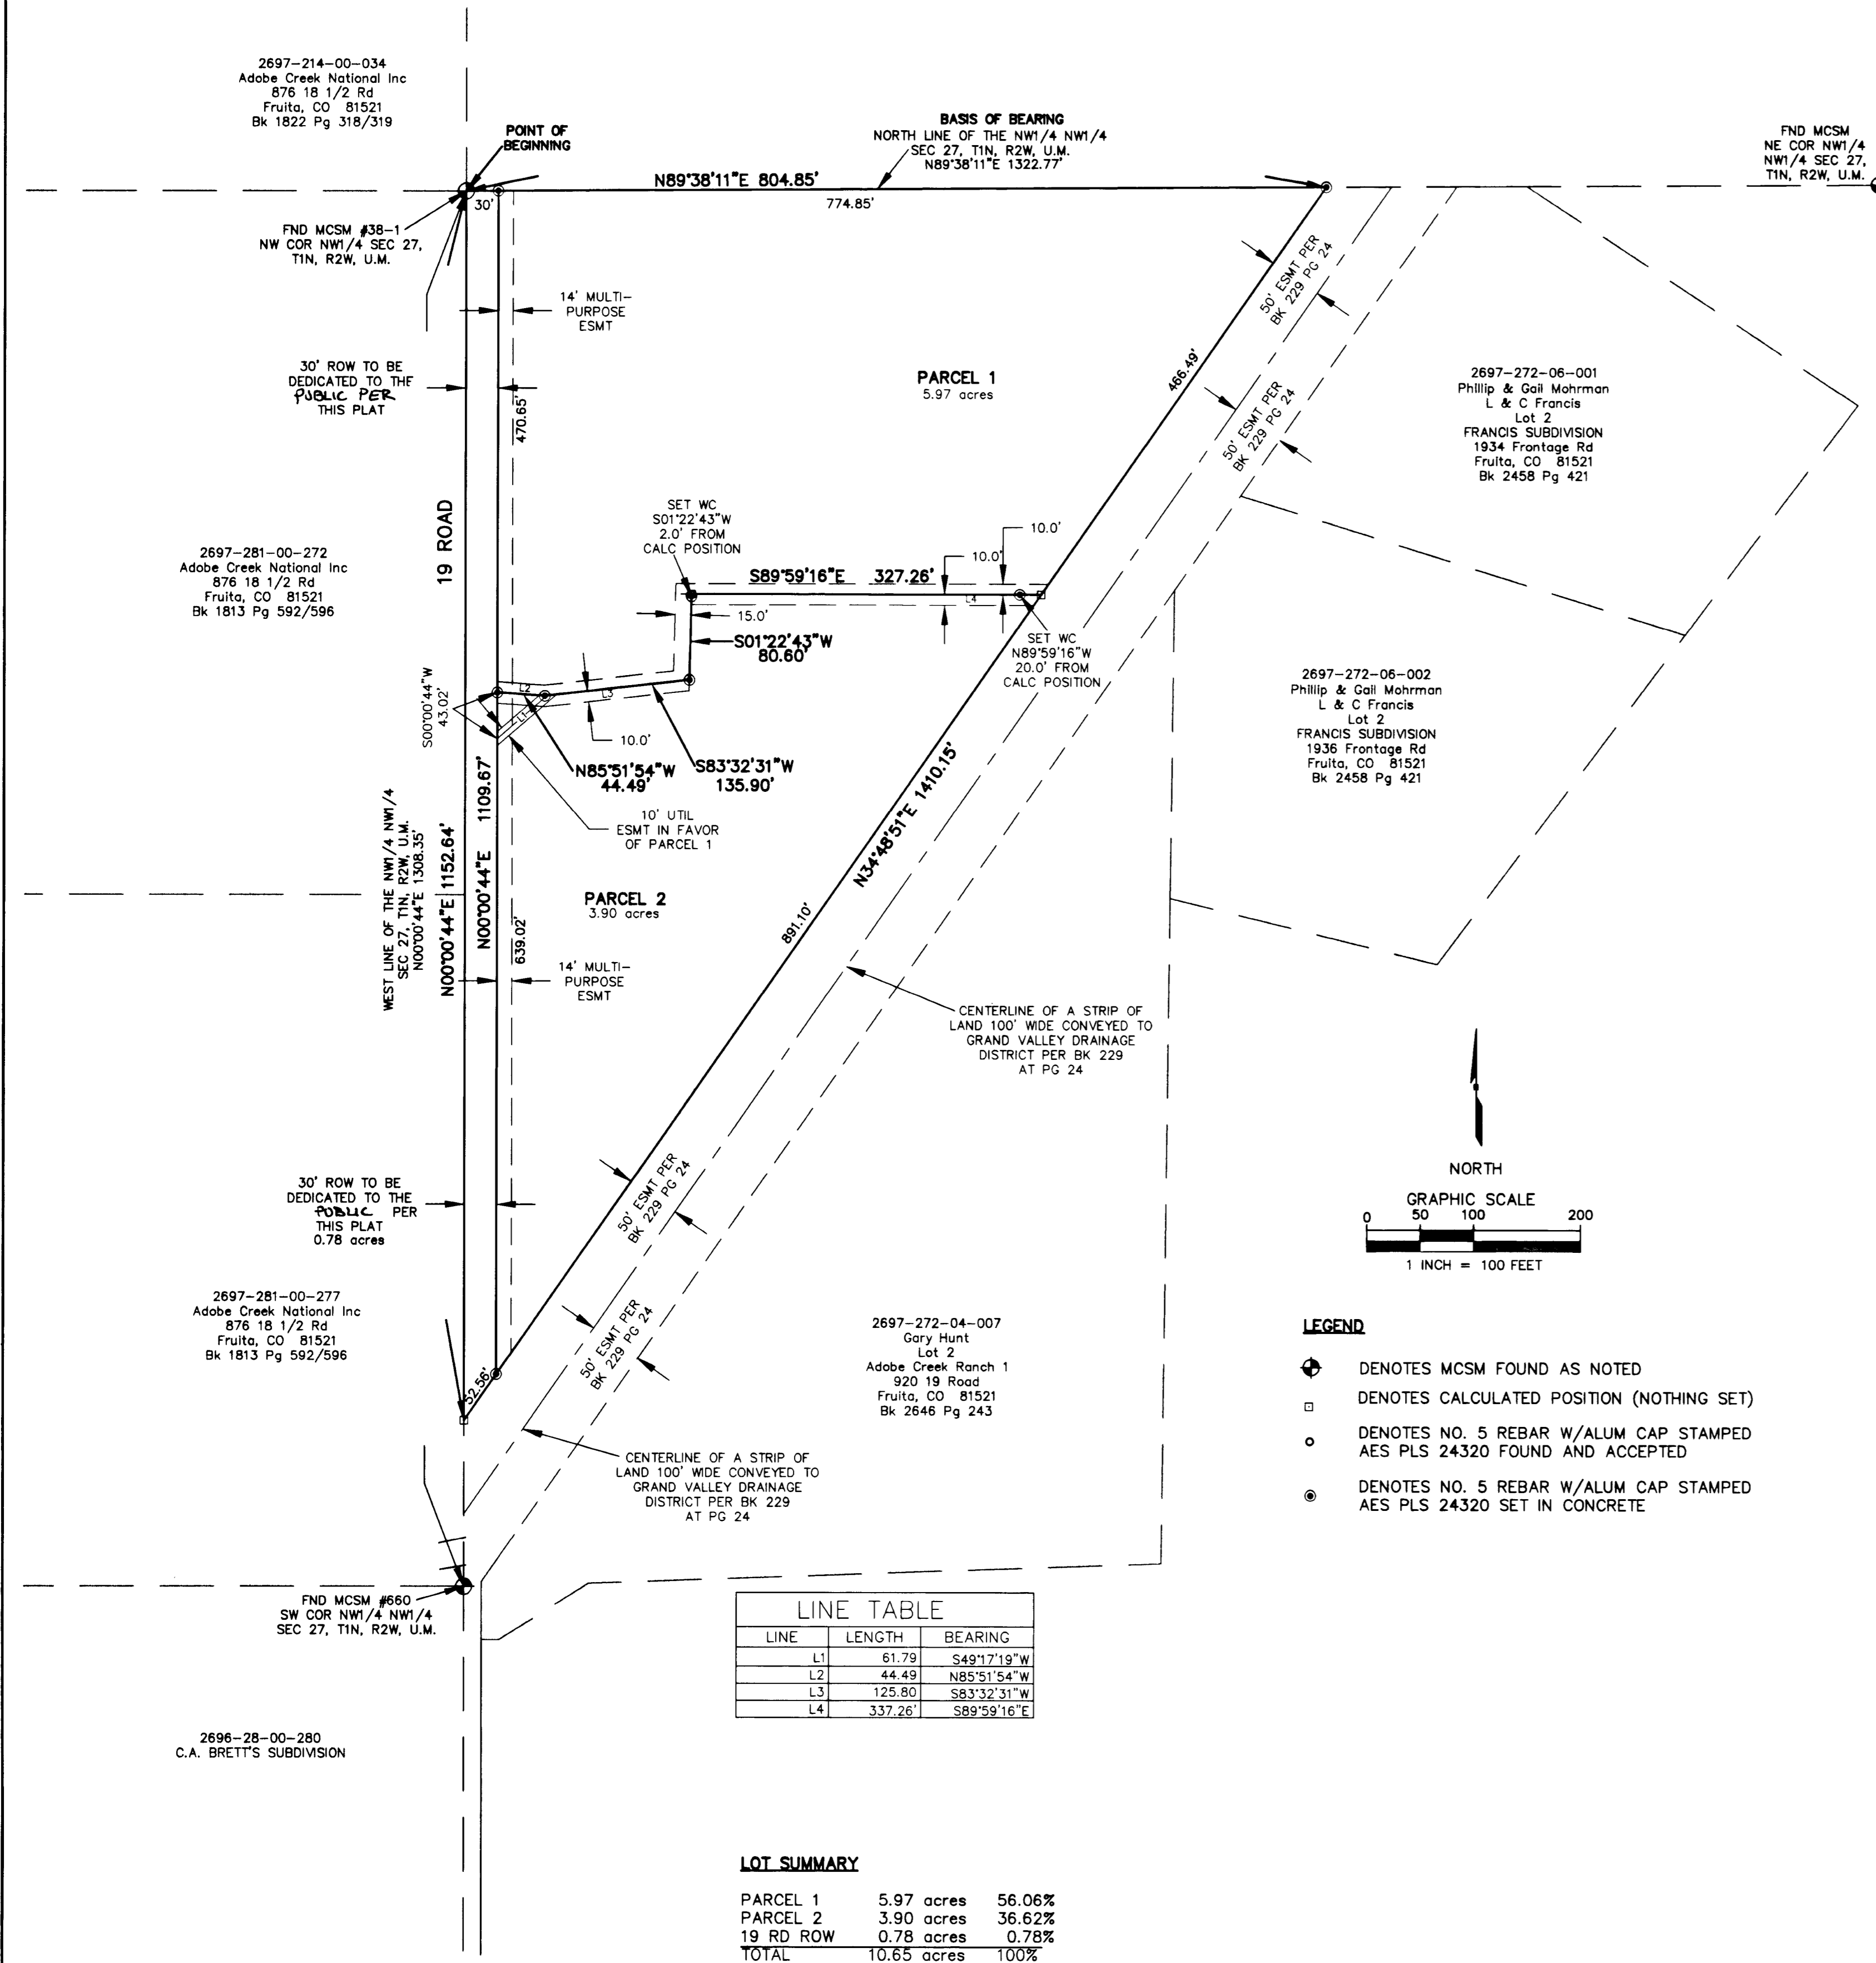 2697-214-00-034
Adobe Creek National Inc
876 18 1/2 Rd
Fruita, CO 81521
Bk 1822 Pg 318/319
POINT OF
BEGINNING
BASIS OF BEARING
NORTH LINE OF THE NW1/4 NW1/4
SEC 27, T1N, R2W, U.M.
N89°38'11"E 1322.77'
FND MCSM
NE COR NW1/4
NW1/4 SEC 27,
T1N, R2W, U.M.
N89°38'11"E 804.85'
30'
774.85'
FND MCSM #38-1
NW COR NW1/4 SEC 27,
T1N, R2W, U.M.
14' MULTI-
PURPOSE
ESMT
50' ESMT PER
BK 229 PG 24
30' ROW TO BE
DEDICATED TO THE
PUBLIC PER
THIS PLAT
470.65'
PARCEL 1
5.97 acres
466.49'
50' ESMT PER
BK 229 PG 24
2697-272-06-001
Phillip & Gail Mohrman
L & C Francis
Lot 2
FRANCIS SUBDIVISION
1934 Frontage Rd
Fruita, CO 81521
Bk 2458 Pg 421
19 ROAD
SET WC
S01°22'43"W
2.0' FROM
CALC POSITION
10.0'
10.0'
2697-281-00-272
Adobe Creek National Inc
876 18 1/2 Rd
Fruita, CO 81521
Bk 1813 Pg 592/596
S89°59'16"E 327.26'
L4
15.0'
S01°22'43"W
80.60'
SET WC
N89°59'16"W
20.0' FROM
CALC POSITION
2697-272-06-002
Phillip & Gail Mohrman
L & C Francis
Lot 2
FRANCIS SUBDIVISION
1936 Frontage Rd
Fruita, CO 81521
Bk 2458 Pg 421
S00°00'44"W
43.02'
L2
L3
L1
10.0'
N85°51'54"W
44.49'
S83°32'31"W
135.90'
10' UTIL
ESMT IN FAVOR
OF PARCEL 1
N34°48'51"E 1410.15'
WEST LINE OF THE NW1/4 NW1/4
SEC 27, T1N, R2W, U.M.
N00°00'44"E 1308.35'
N00°00'44"E 1152.64'
N00°00'44"E 1109.67'
PARCEL 2
3.90 acres
639.02'
891.10'
14' MULTI-
PURPOSE
ESMT
CENTERLINE OF A STRIP OF
LAND 100' WIDE CONVEYED TO
GRAND VALLEY DRAINAGE
DISTRICT PER BK 229
AT PG 24
NORTH
GRAPHIC SCALE
0 50 100 200
1 INCH = 100 FEET
30' ROW TO BE
DEDICATED TO THE
PUBLIC PER
THIS PLAT
0.78 acres
50' ESMT PER
BK 229 PG 24
50' ESMT PER
BK 229 PG 24
2697-281-00-277
Adobe Creek National Inc
876 18 1/2 Rd
Fruita, CO 81521
Bk 1813 Pg 592/596
52.56'
2697-272-04-007
Gary Hunt
Lot 2
Adobe Creek Ranch 1
920 19 Road
Fruita, CO 81521
Bk 2646 Pg 243
LEGEND
DENOTES MCSM FOUND AS NOTED
DENOTES CALCULATED POSITION (NOTHING SET)
DENOTES NO. 5 REBAR W/ALUM CAP STAMPED
AES PLS 24320 FOUND AND ACCEPTED
DENOTES NO. 5 REBAR W/ALUM CAP STAMPED
AES PLS 24320 SET IN CONCRETE
CENTERLINE OF A STRIP OF
LAND 100' WIDE CONVEYED TO
GRAND VALLEY DRAINAGE
DISTRICT PER BK 229
AT PG 24
FND MCSM #660
SW COR NW1/4 NW1/4
SEC 27, T1N, R2W, U.M.
LINE TABLE
LINE LENGTH BEARING
L1 61.79 S49°17'19"W
L2 44.49 N85°51'54"W
L3 125.80 S83°32'31"W
L4 337.26' S89°59'16"E
2696-28-00-280
C.A. BRETT'S SUBDIVISION
LOT SUMMARY
PARCEL 1 5.97 acres 56.06%
PARCEL 2 3.90 acres 36.62%
19 RD ROW 0.78 acres 0.78%
TOTAL 10.65 acres 100%